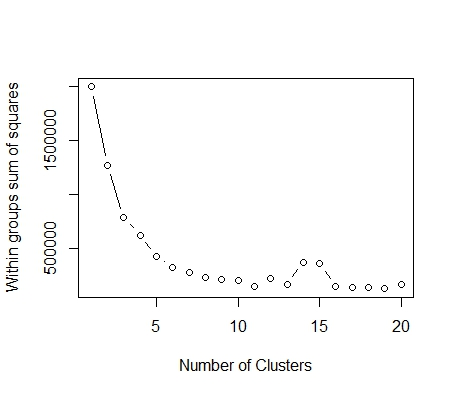 Within groups sum of squares
1500000
500000
5 10 15 20
Number of Clusters